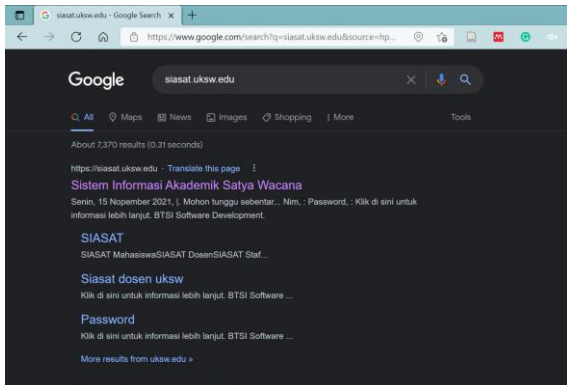 siasat.uksw.edu - Google Search
https://www.google.com/search?q=siasat.uksw.edu&source=hp...
Google
siasat.uksw.edu
All Maps News Images Shopping More Tools
About 7,370 results (0.31 seconds)
https://siasat.uksw.edu - Translate this page
Sistem Informasi Akademik Satya Wacana
Senin, 15 Nopember 2021, |. Mohon tunggu sebentar... Nim, : Password, : Klik di sini untuk
informasi lebih lanjut. BTSI Software Development.
SIASAT
SIASAT MahasiswaSIASAT DosenSIASAT Staf...
Siasat dosen uksw
Klik di sini untuk informasi lebih lanjut. BTSI Software ...
Password
Klik di sini untuk informasi lebih lanjut. BTSI Software ...
More results from uksw.edu »